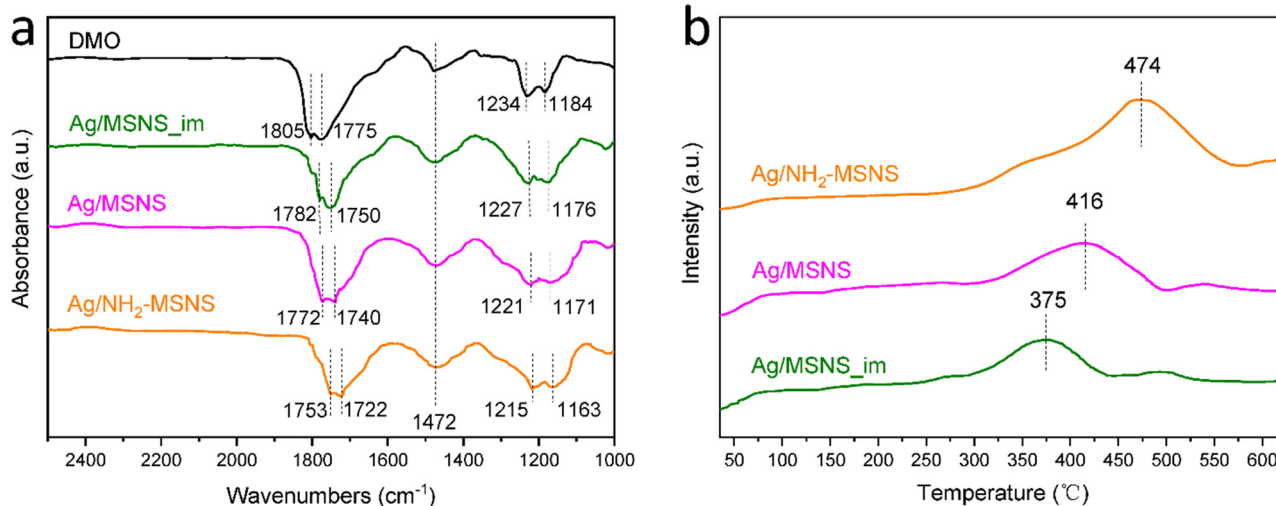 a
DMO
1805
1775
1234
1184
Ag/MSNS_im
1782
1750
1227
1176
Ag/MSNS
1772
1740
1221
1171
Ag/NH₂-MSNS
1753
1722
1472
1215
1163
Absorbance (a.u.)
2400 2200 2000 1800 1600 1400 1200 1000
Wavenumbers (cm⁻¹)
b
474
Ag/NH₂-MSNS
416
Ag/MSNS
375
Ag/MSNS_im
Intensity (a.u.)
50 100 150 200 250 300 350 400 450 500 550 600
Temperature (℃)